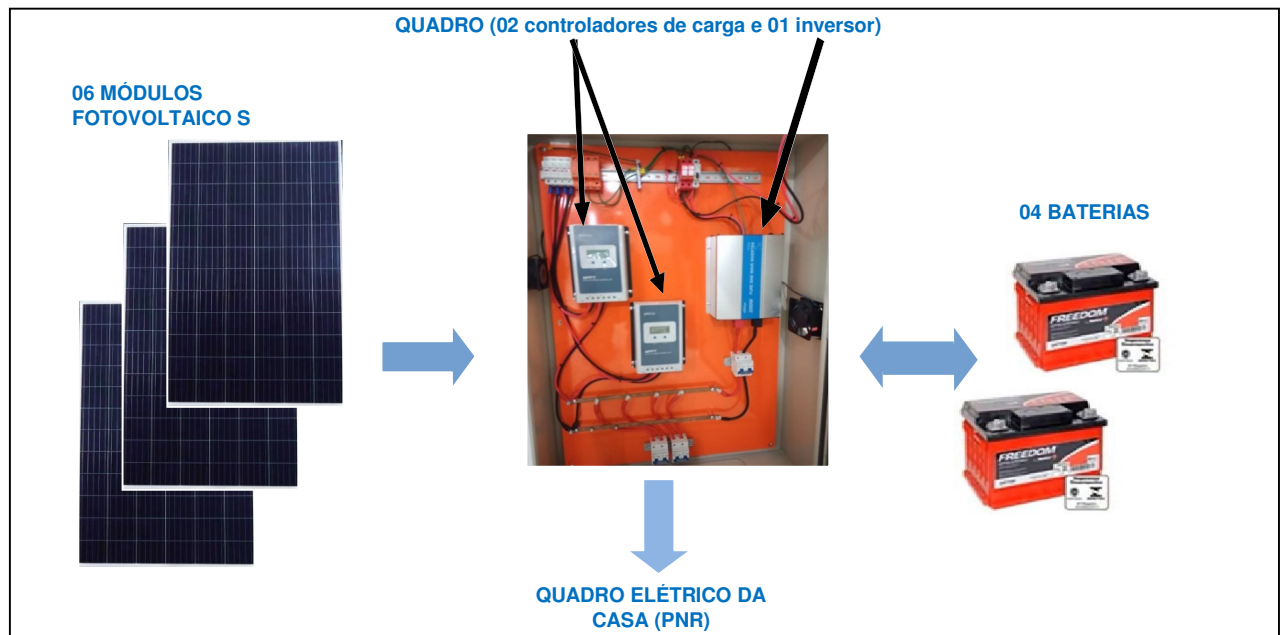 QUADRO (02 controladores de carga e 01 inversor)
06 MÓDULOS
FOTOVOLTAICO S
04 BATERIAS
FREEDOM
FREEDOM
QUADRO ELÉTRICO DA
CASA (PNR)